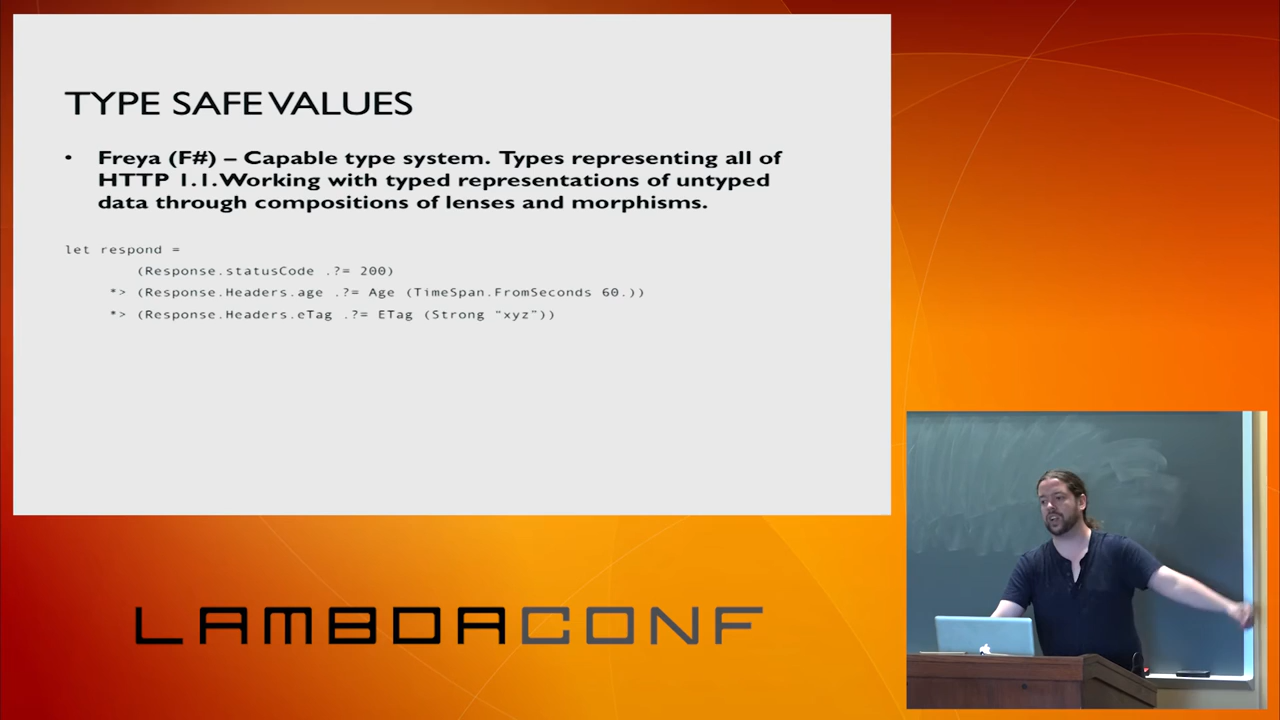 TYPE SAFE VALUES
• Freya (F#) – Capable type system. Types representing all of
HTTP 1.1. Working with typed representations of untyped
data through compositions of lenses and morphisms.
let respond =
(Response.statusCode .?= 200)
*> (Response.Headers.age .?= Age (TimeSpan.FromSeconds 60.))
*> (Response.Headers.eTag .?= ETag (Strong “xyz”))
LAMBDACONF